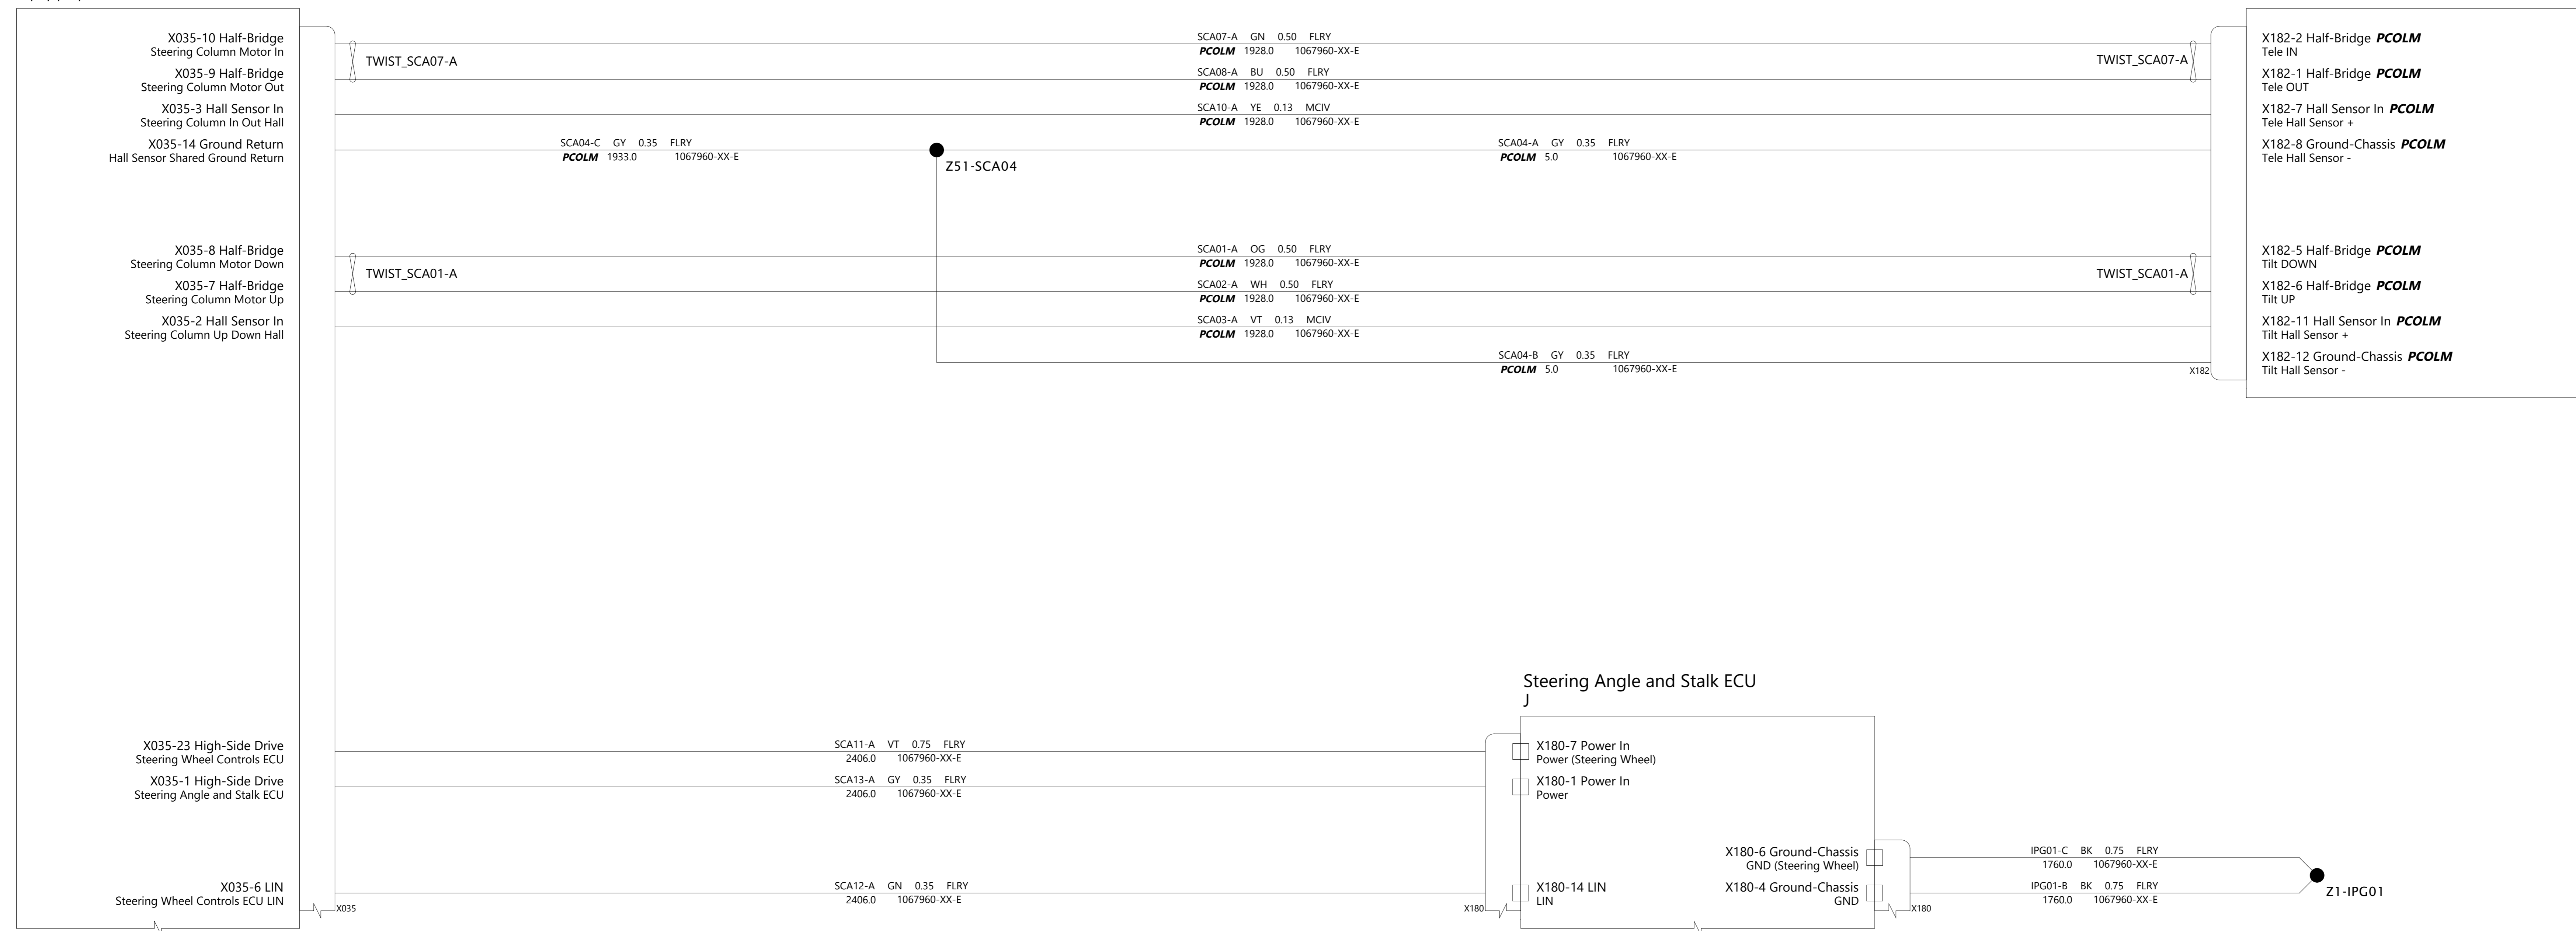 X035-10 Half-Bridge
Steering Column Motor In
X035-9 Half-Bridge
Steering Column Motor Out
X035-3 Hall Sensor In
Steering Column In Out Hall
X035-14 Ground Return
Hall Sensor Shared Ground Return
X035-8 Half-Bridge
Steering Column Motor Down
X035-7 Half-Bridge
Steering Column Motor Up
X035-2 Hall Sensor In
Steering Column Up Down Hall
X035-23 High-Side Drive
Steering Wheel Controls ECU
X035-1 High-Side Drive
Steering Angle and Stalk ECU
X035-6 LIN
Steering Wheel Controls ECU LIN
X035
TWIST_SCA07-A
TWIST_SCA01-A
SCA04-C GY 0.35 FLRY
PCOLM 1933.0 1067960-XX-E
Z51-SCA04
SCA07-A GN 0.50 FLRY
PCOLM 1928.0 1067960-XX-E
SCA08-A BU 0.50 FLRY
PCOLM 1928.0 1067960-XX-E
SCA10-A YE 0.13 MCIV
PCOLM 1928.0 1067960-XX-E
SCA04-A GY 0.35 FLRY
PCOLM 5.0 1067960-XX-E
SCA01-A OG 0.50 FLRY
PCOLM 1928.0 1067960-XX-E
SCA02-A WH 0.50 FLRY
PCOLM 1928.0 1067960-XX-E
SCA03-A VT 0.13 MCIV
PCOLM 1928.0 1067960-XX-E
SCA04-B GY 0.35 FLRY
PCOLM 5.0 1067960-XX-E
TWIST_SCA07-A
TWIST_SCA01-A
X182
X182-2 Half-Bridge PCOLM
Tele IN
X182-1 Half-Bridge PCOLM
Tele OUT
X182-7 Hall Sensor In PCOLM
Tele Hall Sensor +
X182-8 Ground-Chassis PCOLM
Tele Hall Sensor -
X182-5 Half-Bridge PCOLM
Tilt DOWN
X182-6 Half-Bridge PCOLM
Tilt UP
X182-11 Hall Sensor In PCOLM
Tilt Hall Sensor +
X182-12 Ground-Chassis PCOLM
Tilt Hall Sensor -
SCA11-A VT 0.75 FLRY
2406.0 1067960-XX-E
SCA13-A GY 0.35 FLRY
2406.0 1067960-XX-E
SCA12-A GN 0.35 FLRY
2406.0 1067960-XX-E
Steering Angle and Stalk ECU
J
X180-7 Power In
Power (Steering Wheel)
X180-1 Power In
Power
X180-14 LIN
LIN
X180
X180-6 Ground-Chassis
GND (Steering Wheel)
X180-4 Ground-Chassis
GND
X180
IPG01-C BK 0.75 FLRY
1760.0 1067960-XX-E
IPG01-B BK 0.75 FLRY
1760.0 1067960-XX-E
Z1-IPG01